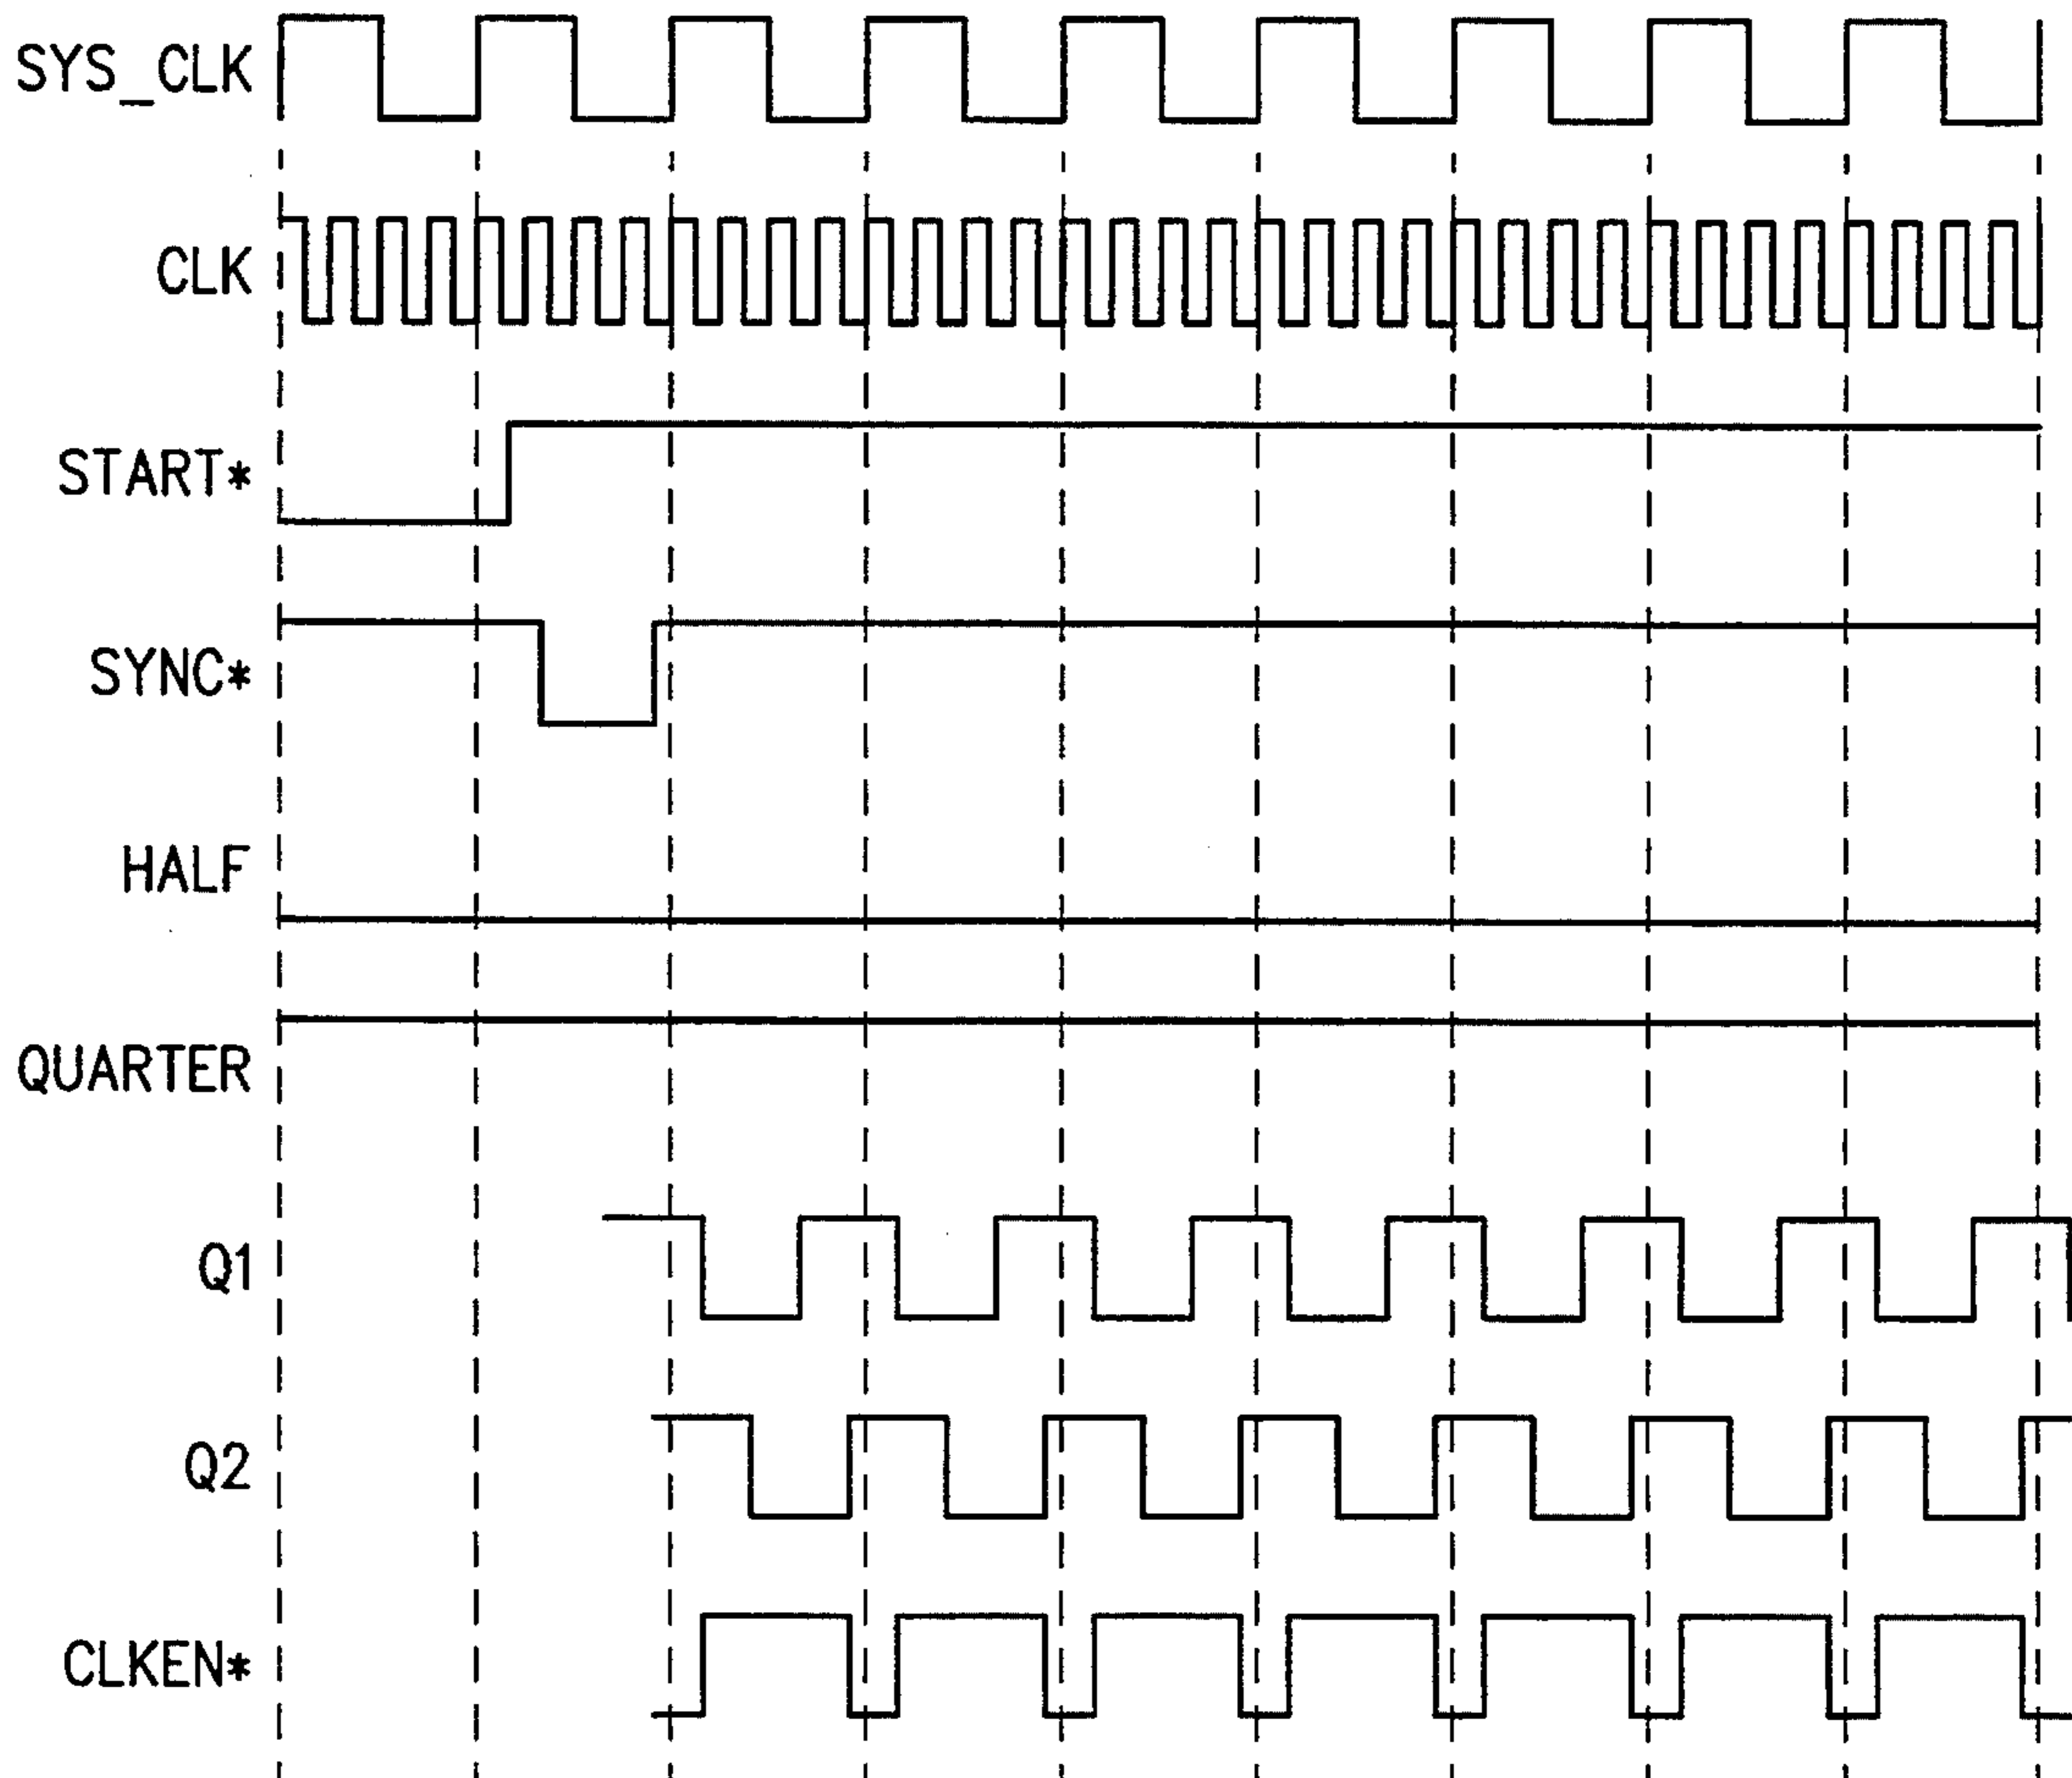 SYS_CLK
CLK
START*
SYNC*
HALF
QUARTER
Q1
Q2
CLKEN*